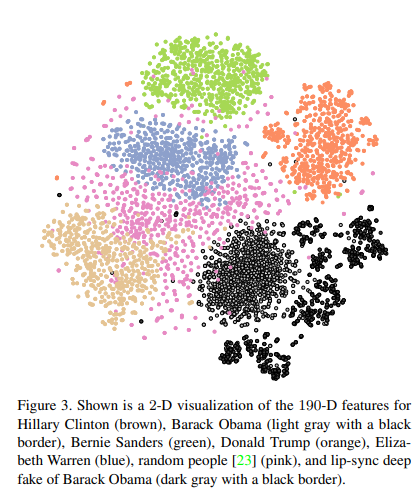 Figure 3. Shown is a 2-D visualization of the 190-D features for
Hillary Clinton (brown), Barack Obama (light gray with a black
border), Bernie Sanders (green), Donald Trump (orange), Eliza-
beth Warren (blue), random people [23] (pink), and lip-sync deep
fake of Barack Obama (dark gray with a black border).